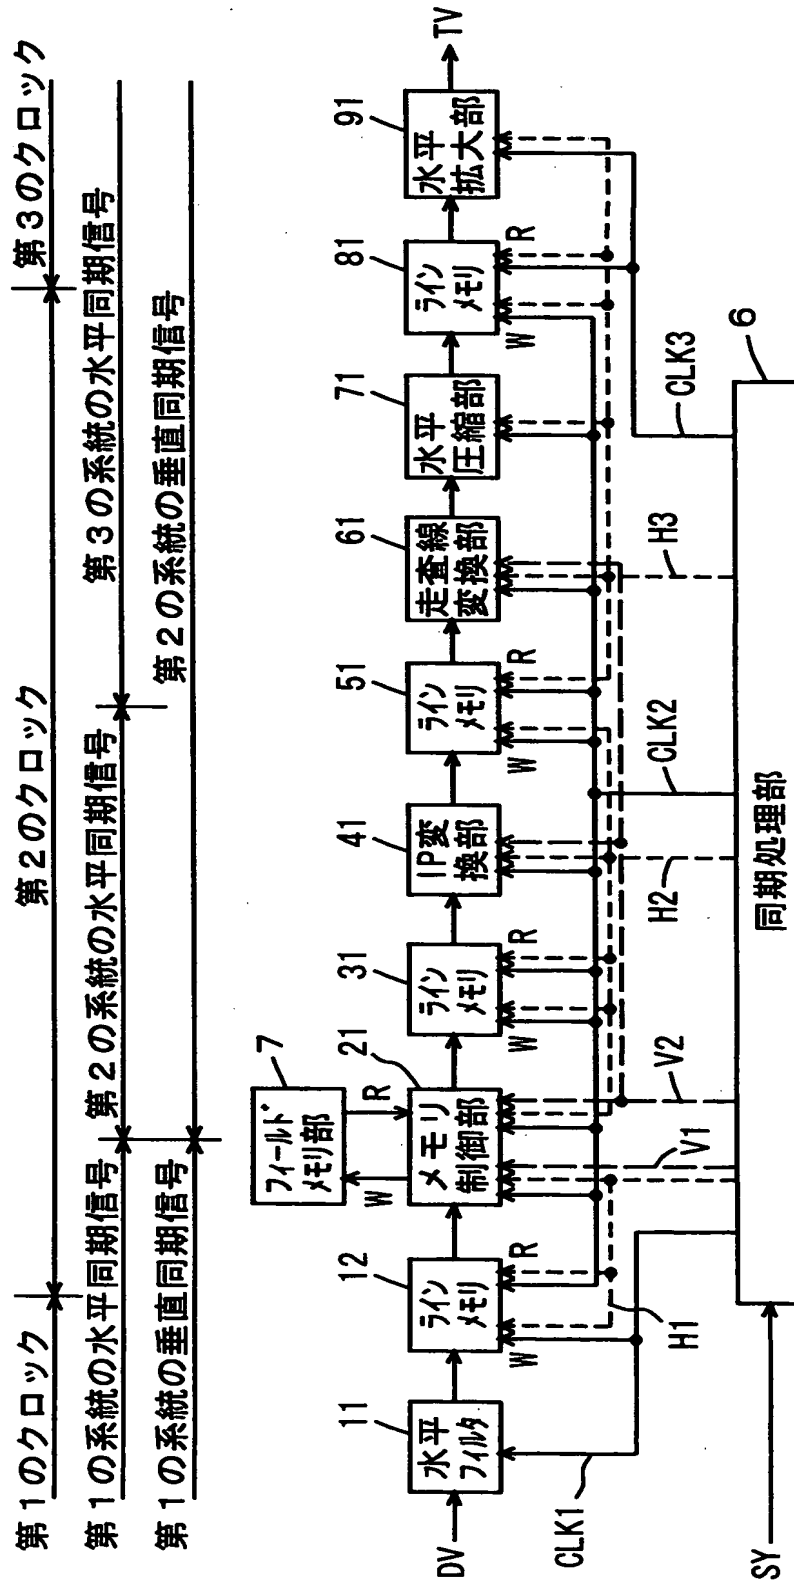 第1のクロック
第2のクロック
第3のクロック
第1の系統の水平同期信号
第2の系統の水平同期信号
第3の系統の水平同期信号
第1の系統の垂直同期信号
第2の系統の垂直同期信号
7
フィールド
メモリ部
W
R
11
12
21
31
41
51
61
71
81
91
DV
水平
フィルタ
ライン
メモリ
メモリ
制御部
ライン
メモリ
IP変
換部
ライン
メモリ
走査線
変換部
水平
圧縮部
ライン
メモリ
水平
拡大部
TV
W
R
W
R
W
R
W
R
CLK1
H1
V1
V2
H2
CLK2
H3
CLK3
6
SY
同期処理部